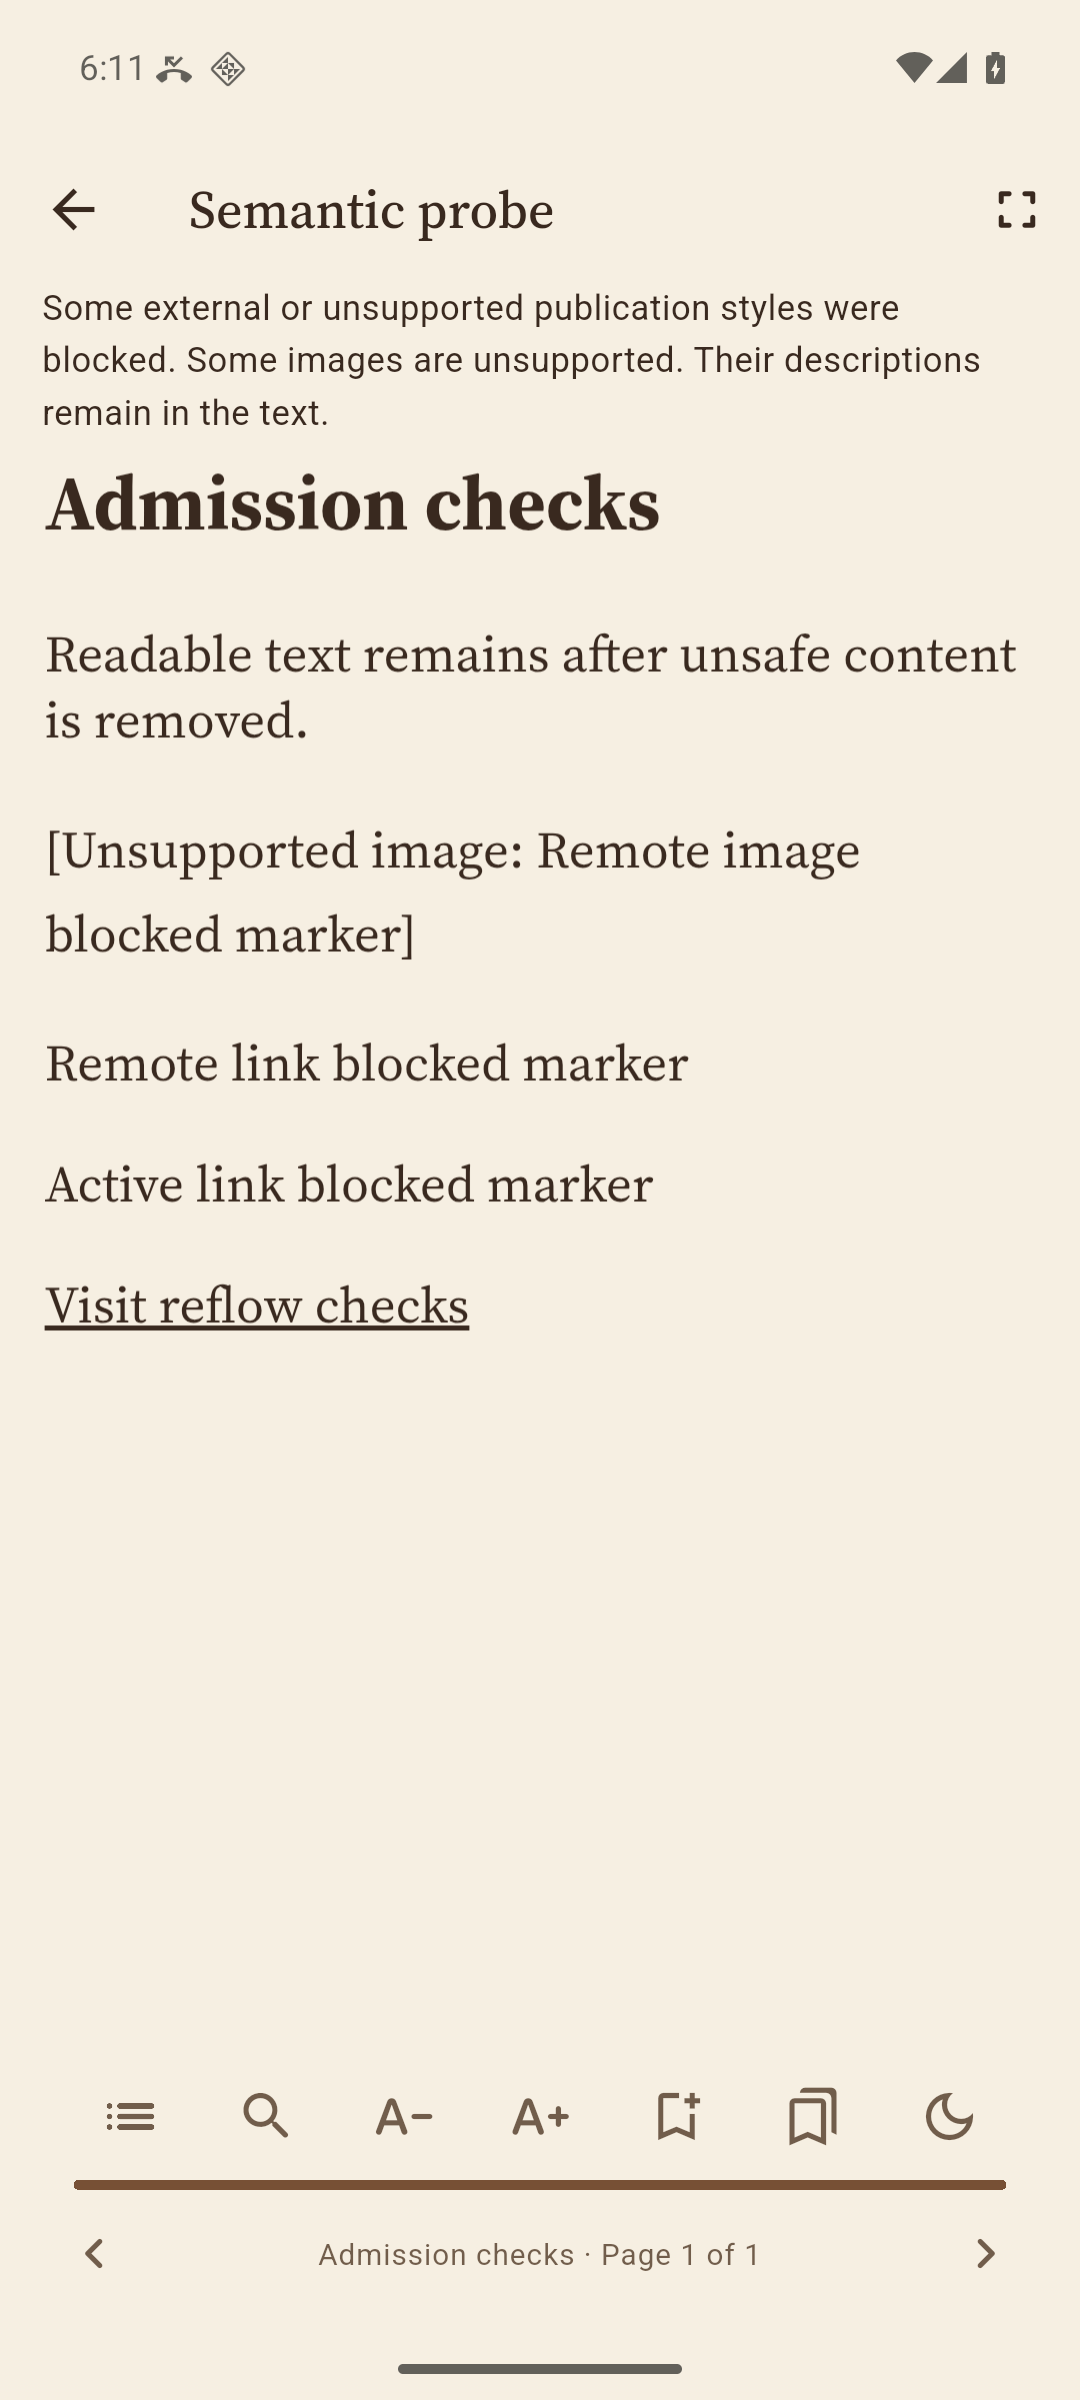 6:11
Semantic probe
Some external or unsupported publication styles were
blocked. Some images are unsupported. Their descriptions
remain in the text.
Admission checks
Readable text remains after unsafe content
is removed.
[Unsupported image: Remote image
blocked marker]
Remote link blocked marker
Active link blocked marker
Visit reflow checks
A− A+
Admission checks · Page 1 of 1